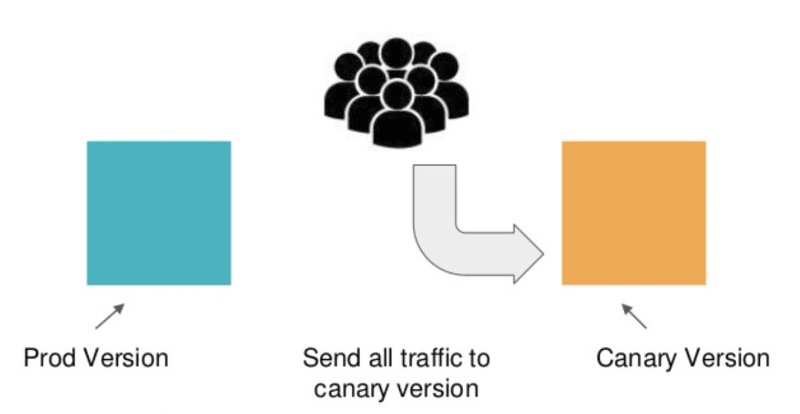 Prod Version
Send all traffic to
canary version
Canary Version